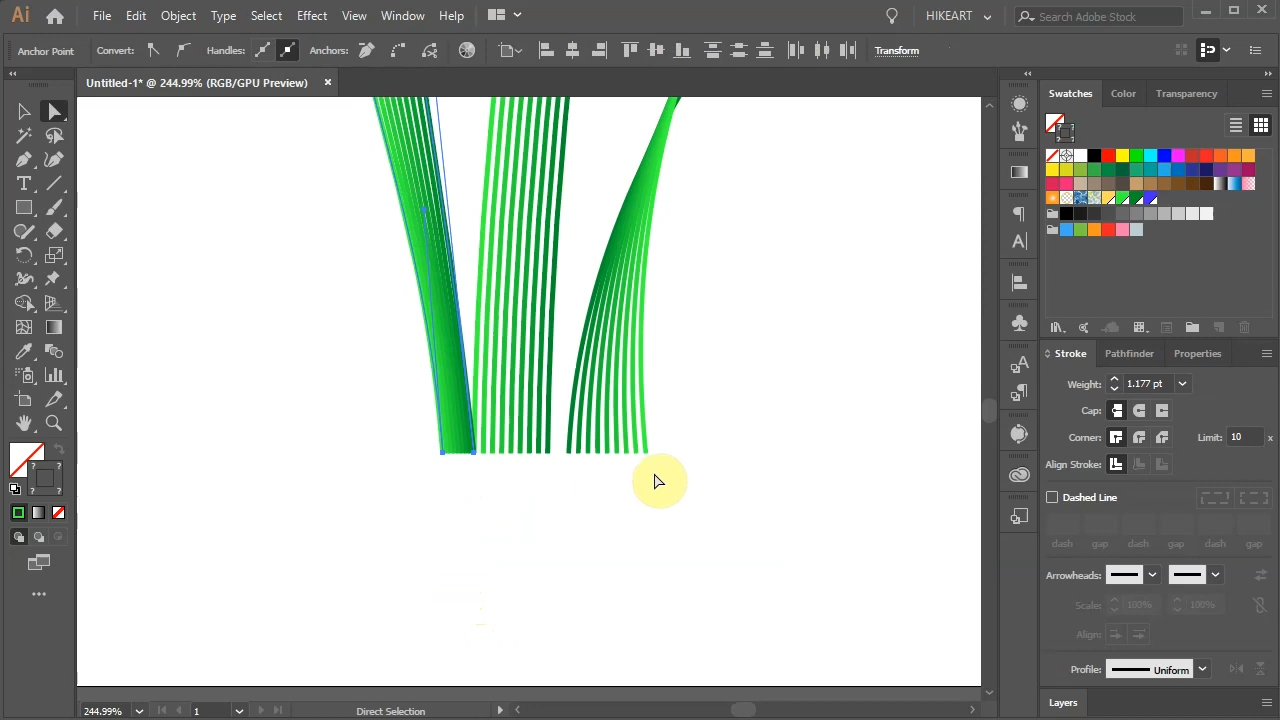 Ai File Edit Object Type Select Effect View Window Help HIKEART Search Adobe Stock
Anchor Point Convert: Handles: Anchors: Transform
Untitled-1* @ 244.99% (RGB/GPU Preview) ×
Swatches Color Transparency
Stroke Pathfinder Properties
Weight: 1.177 pt
Cap:
Corner: Limit: 10 x
Align Stroke:
Dashed Line
dash gap dash gap dash gap
Arrowheads:
Scale: 100% 100%
Align:
Profile: Uniform
Layers
244.99% 1 Direct Selection